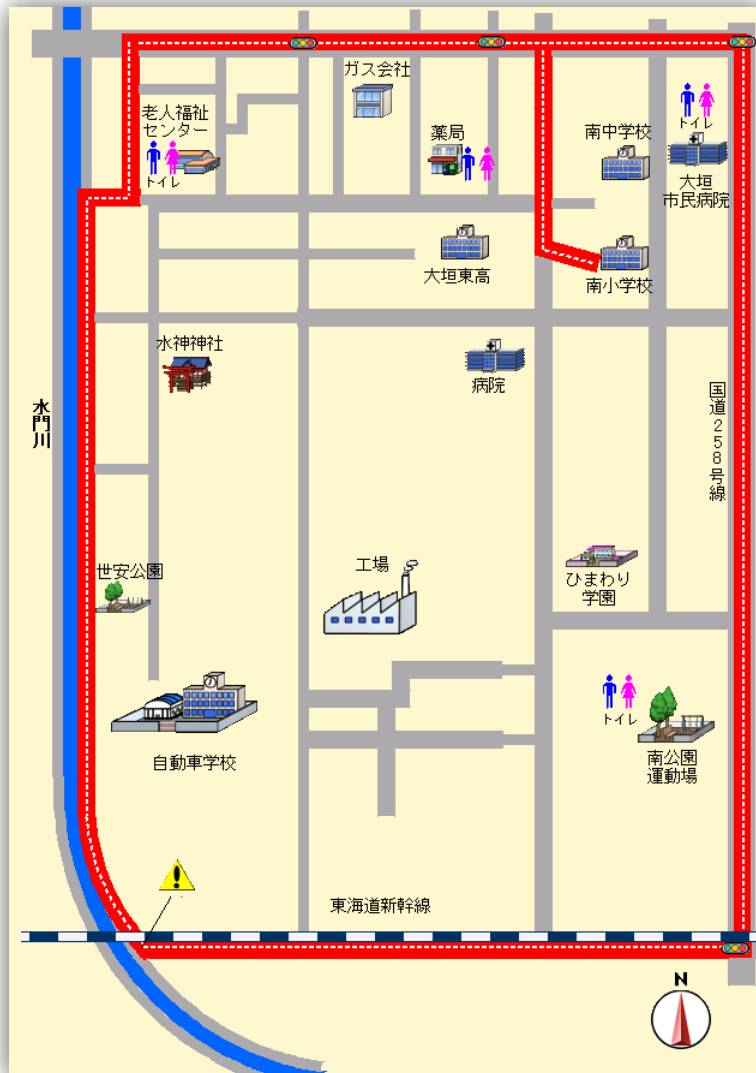 ガス会社
老人福祉
センター
トイレ
薬局
南中学校
トイレ
大垣
市民病院
大垣東高
南小学校
水神神社
病院
国道258号線
水門川
世安公園
工場
ひまわり
学園
トイレ
自動車学校
南公園
運動場
東海道新幹線
N